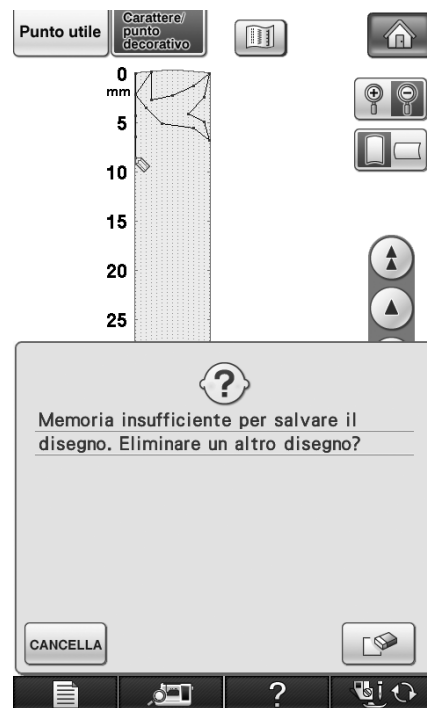 Punto utile
Carattere/
punto
decorativo
0
mm
5
10
15
20
25
?
Memoria insufficiente per salvare il
disegno. Eliminare un altro disegno?
CANCELLA
?